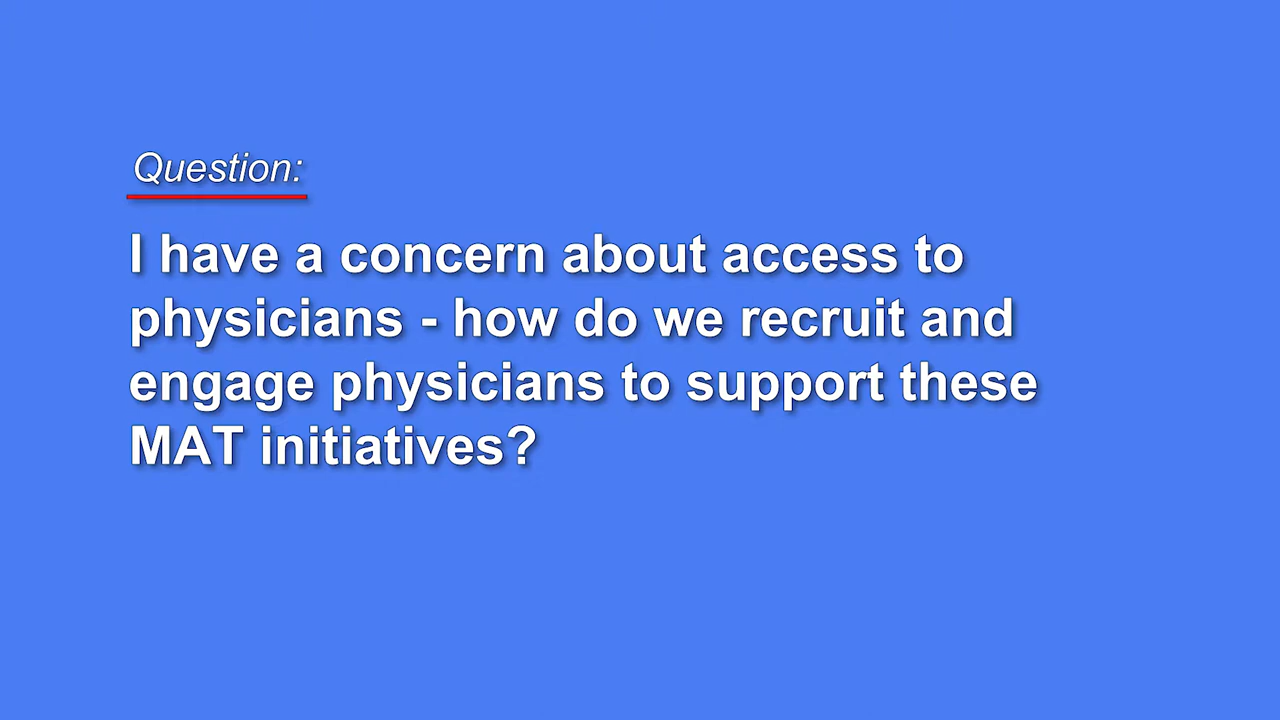 Question:
I have a concern about access to
physicians - how do we recruit and
engage physicians to support these
MAT initiatives?